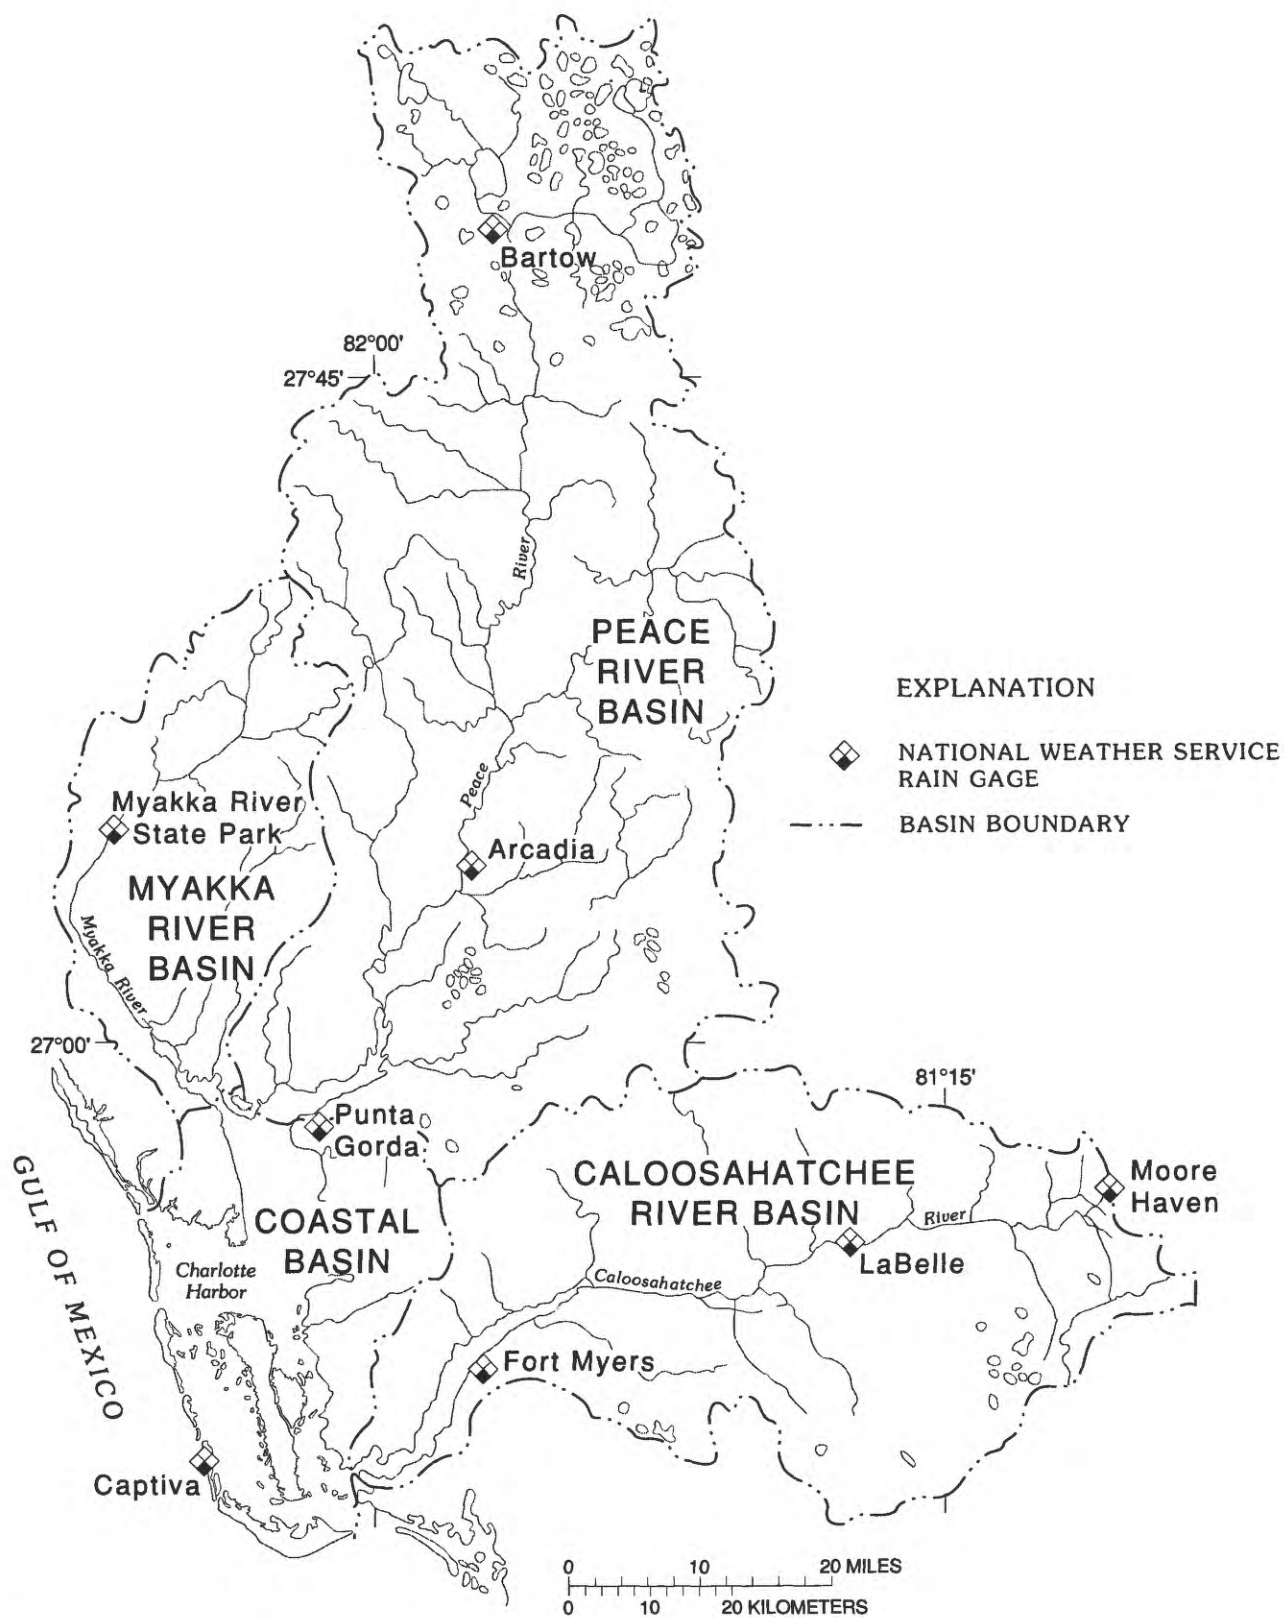 Bartow
82°00'
27°45'
River
PEACE
RIVER
BASIN
EXPLANATION
NATIONAL WEATHER SERVICE
RAIN GAGE
BASIN BOUNDARY
Peace
Myakka River
State Park
Arcadia
MYAKKA
RIVER
BASIN
Myakka River
27°00'
81°15'
Punta
Gorda
CALOOSAHATCHEE
RIVER BASIN
Moore
Haven
River
LaBelle
GULF OF MEXICO
COASTAL
BASIN
Charlotte
Harbor
Caloosahatchee
Fort Myers
Captiva
0 10 20 MILES
0 10 20 KILOMETERS